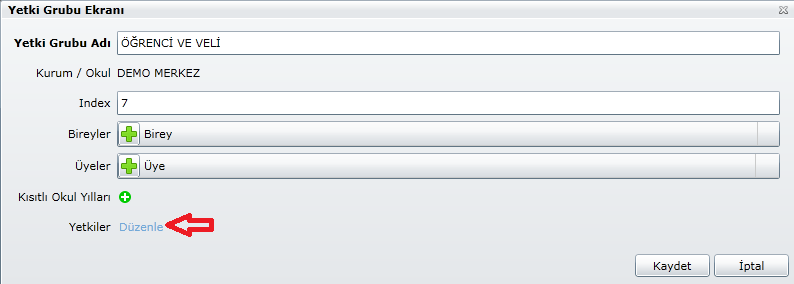 Yetki Grubu Ekranı
Yetki Grubu Adı ÖĞRENCİ VE VELİ
Kurum / Okul DEMO MERKEZ
Index 7
Bireyler Birey
Üyeler Üye
Kısıtlı Okul Yılları
Yetkiler Düzenle
Kaydet İptal